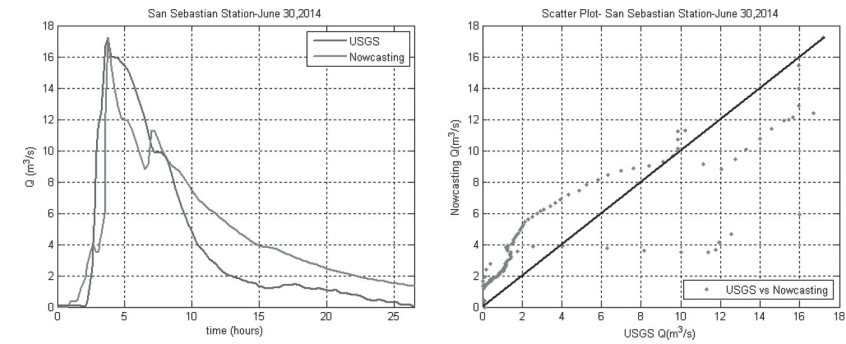 San Sebastian Station-June 30,2014
18
16
14
12
10
8
6
4
2
0
Q (m³/s)
USGS
Nowcasting
0 5 10 15 20 25
time (hours)
Scatter Plot- San Sebastian Station-June 30,2014
18
16
14
12
10
8
6
4
2
0
Nowcasting Q(m³/s)
USGS vs Nowcasting
0 2 4 6 8 10 12 14 16 18
USGS Q(m³/s)